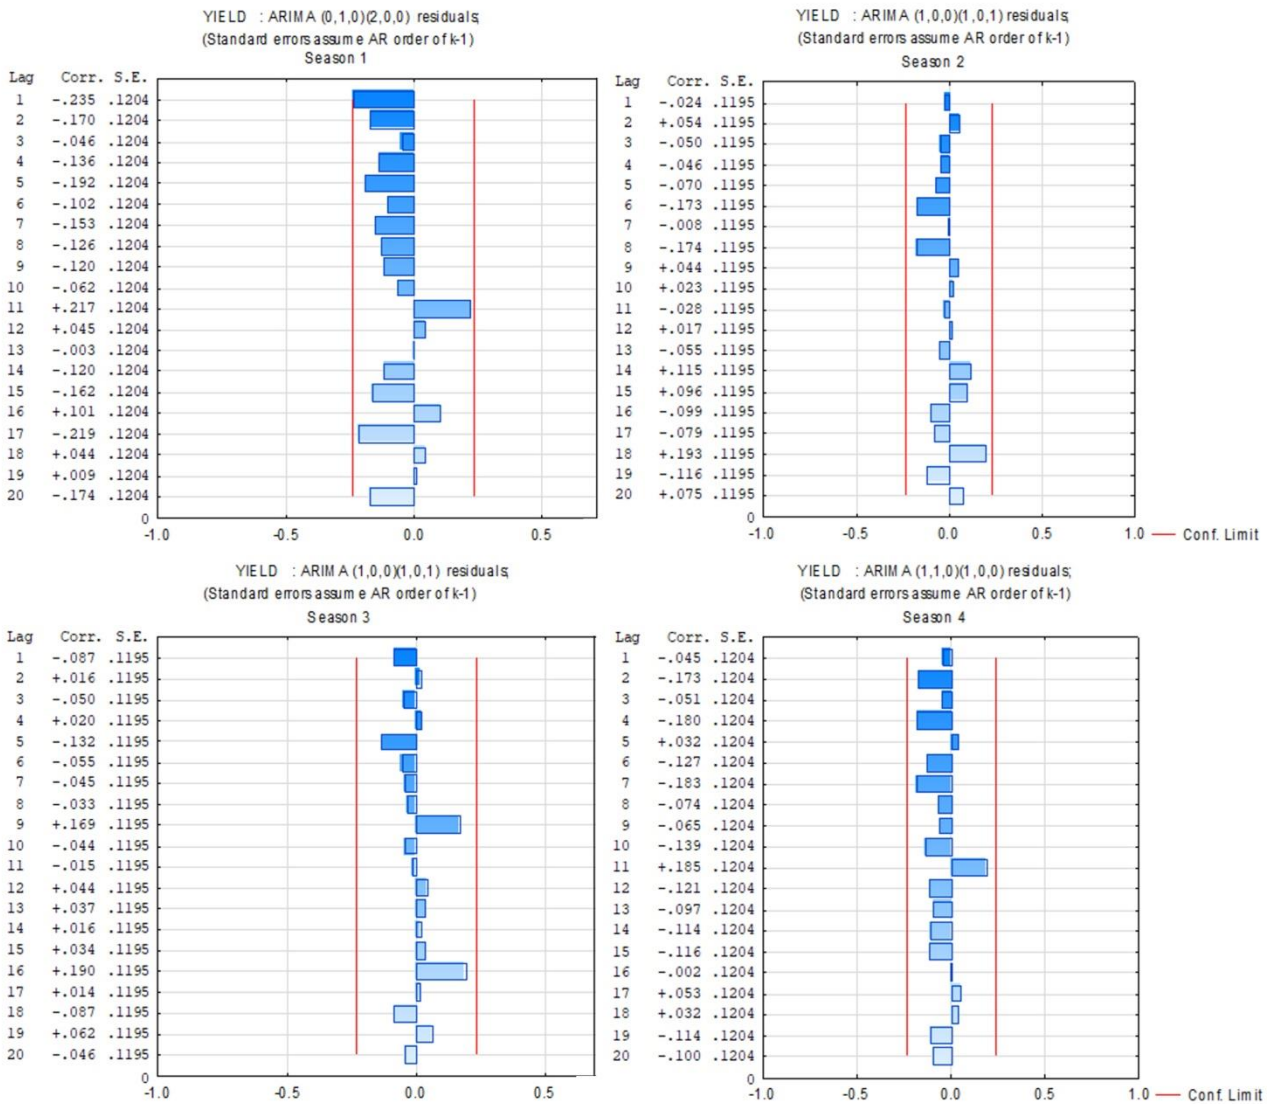 YIELD : ARIMA (0,1,0)(2,0,0) residuals;
(Standard errors assume AR order of k-1)
Season 1
Lag Corr. S.E.
1 -.235 .1204
2 -.170 .1204
3 -.046 .1204
4 -.136 .1204
5 -.192 .1204
6 -.102 .1204
7 -.153 .1204
8 -.126 .1204
9 -.120 .1204
10 -.062 .1204
11 +.217 .1204
12 +.045 .1204
13 -.003 .1204
14 -.120 .1204
15 -.162 .1204
16 +.101 .1204
17 -.219 .1204
18 +.044 .1204
19 +.009 .1204
20 -.174 .1204
0
-1.0 -0.5 0.0 0.5
YIELD : ARIMA (1,0,0)(1,0,1) residuals;
(Standard errors assume AR order of k-1)
Season 2
Lag Corr. S.E.
1 -.024 .1195
2 +.054 .1195
3 -.050 .1195
4 -.046 .1195
5 -.070 .1195
6 -.173 .1195
7 -.008 .1195
8 -.174 .1195
9 +.044 .1195
10 +.023 .1195
11 -.028 .1195
12 +.017 .1195
13 -.055 .1195
14 +.115 .1195
15 +.096 .1195
16 -.099 .1195
17 -.079 .1195
18 +.193 .1195
19 -.116 .1195
20 +.075 .1195
0
-1.0 -0.5 0.0 0.5 1.0
Conf. Limit
YIELD : ARIMA (1,0,0)(1,0,1) residuals;
(Standard errors assume AR order of k-1)
Season 3
Lag Corr. S.E.
1 -.087 .1195
2 +.016 .1195
3 -.050 .1195
4 +.020 .1195
5 -.132 .1195
6 -.055 .1195
7 -.045 .1195
8 -.033 .1195
9 +.169 .1195
10 -.044 .1195
11 -.015 .1195
12 +.044 .1195
13 +.037 .1195
14 +.016 .1195
15 +.034 .1195
16 +.190 .1195
17 +.014 .1195
18 -.087 .1195
19 +.062 .1195
20 -.046 .1195
0
-1.0 -0.5 0.0 0.5
YIELD : ARIMA (1,1,0)(1,0,0) residuals;
(Standard errors assume AR order of k-1)
Season 4
Lag Corr. S.E.
1 -.045 .1204
2 -.173 .1204
3 -.051 .1204
4 -.180 .1204
5 +.032 .1204
6 -.127 .1204
7 -.183 .1204
8 -.074 .1204
9 -.065 .1204
10 -.139 .1204
11 +.185 .1204
12 -.121 .1204
13 -.097 .1204
14 -.114 .1204
15 -.116 .1204
16 -.002 .1204
17 +.053 .1204
18 +.032 .1204
19 -.114 .1204
20 -.100 .1204
0
-1.0 -0.5 0.0 0.5 1.0
Conf. Limit